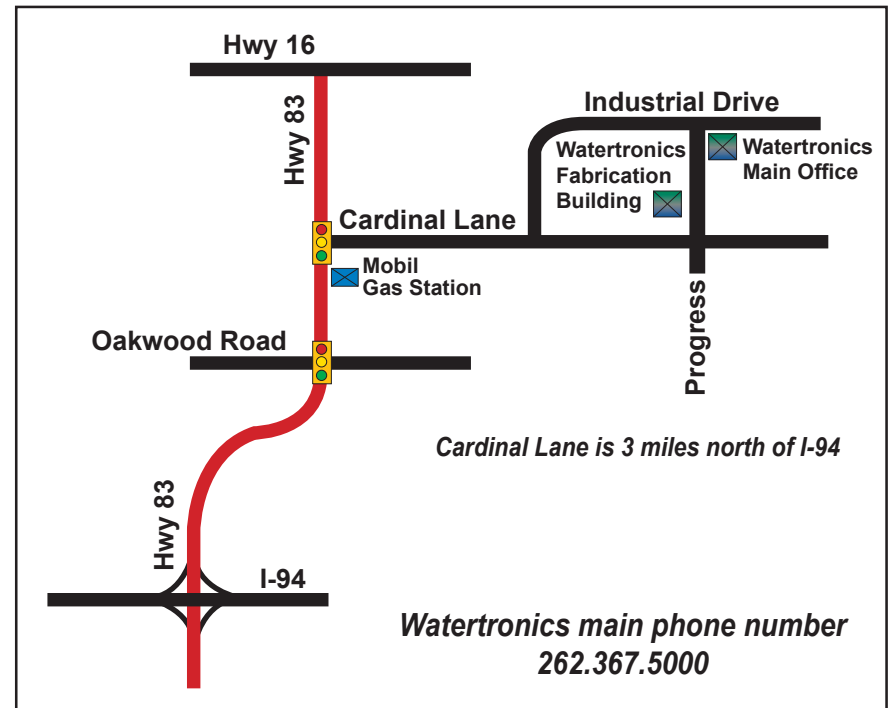 Hwy 16
Hwy 83
Industrial Drive
Watertronics
Fabrication
Building
Watertronics
Main Office
Cardinal Lane
Mobil
Gas Station
Progress
Oakwood Road
Cardinal Lane is 3 miles north of I-94
Hwy 83
I-94
Watertronics main phone number
262.367.5000